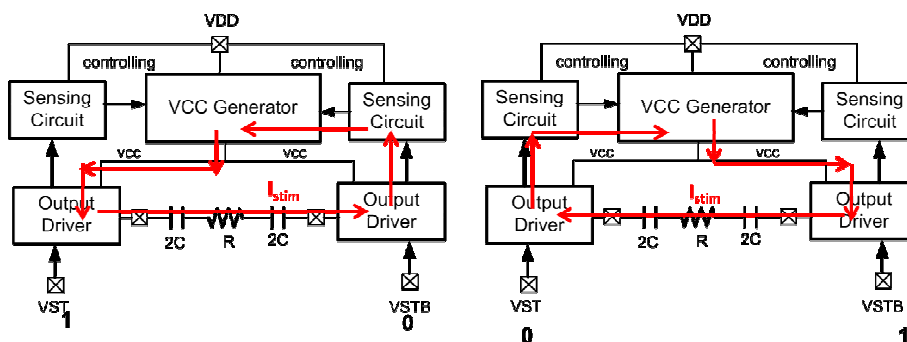 VDD
controlling
controlling
Sensing
Circuit
VCC Generator
Sensing
Circuit
vcc
vcc
Output
Driver
Istim
Output
Driver
2C
R
2C
VST
1
VSTB
0
VDD
controlling
controlling
Sensing
Circuit
VCC Generator
Sensing
Circuit
vcc
vcc
Output
Driver
Istim
Output
Driver
2C
R
2C
VST
0
VSTB
1